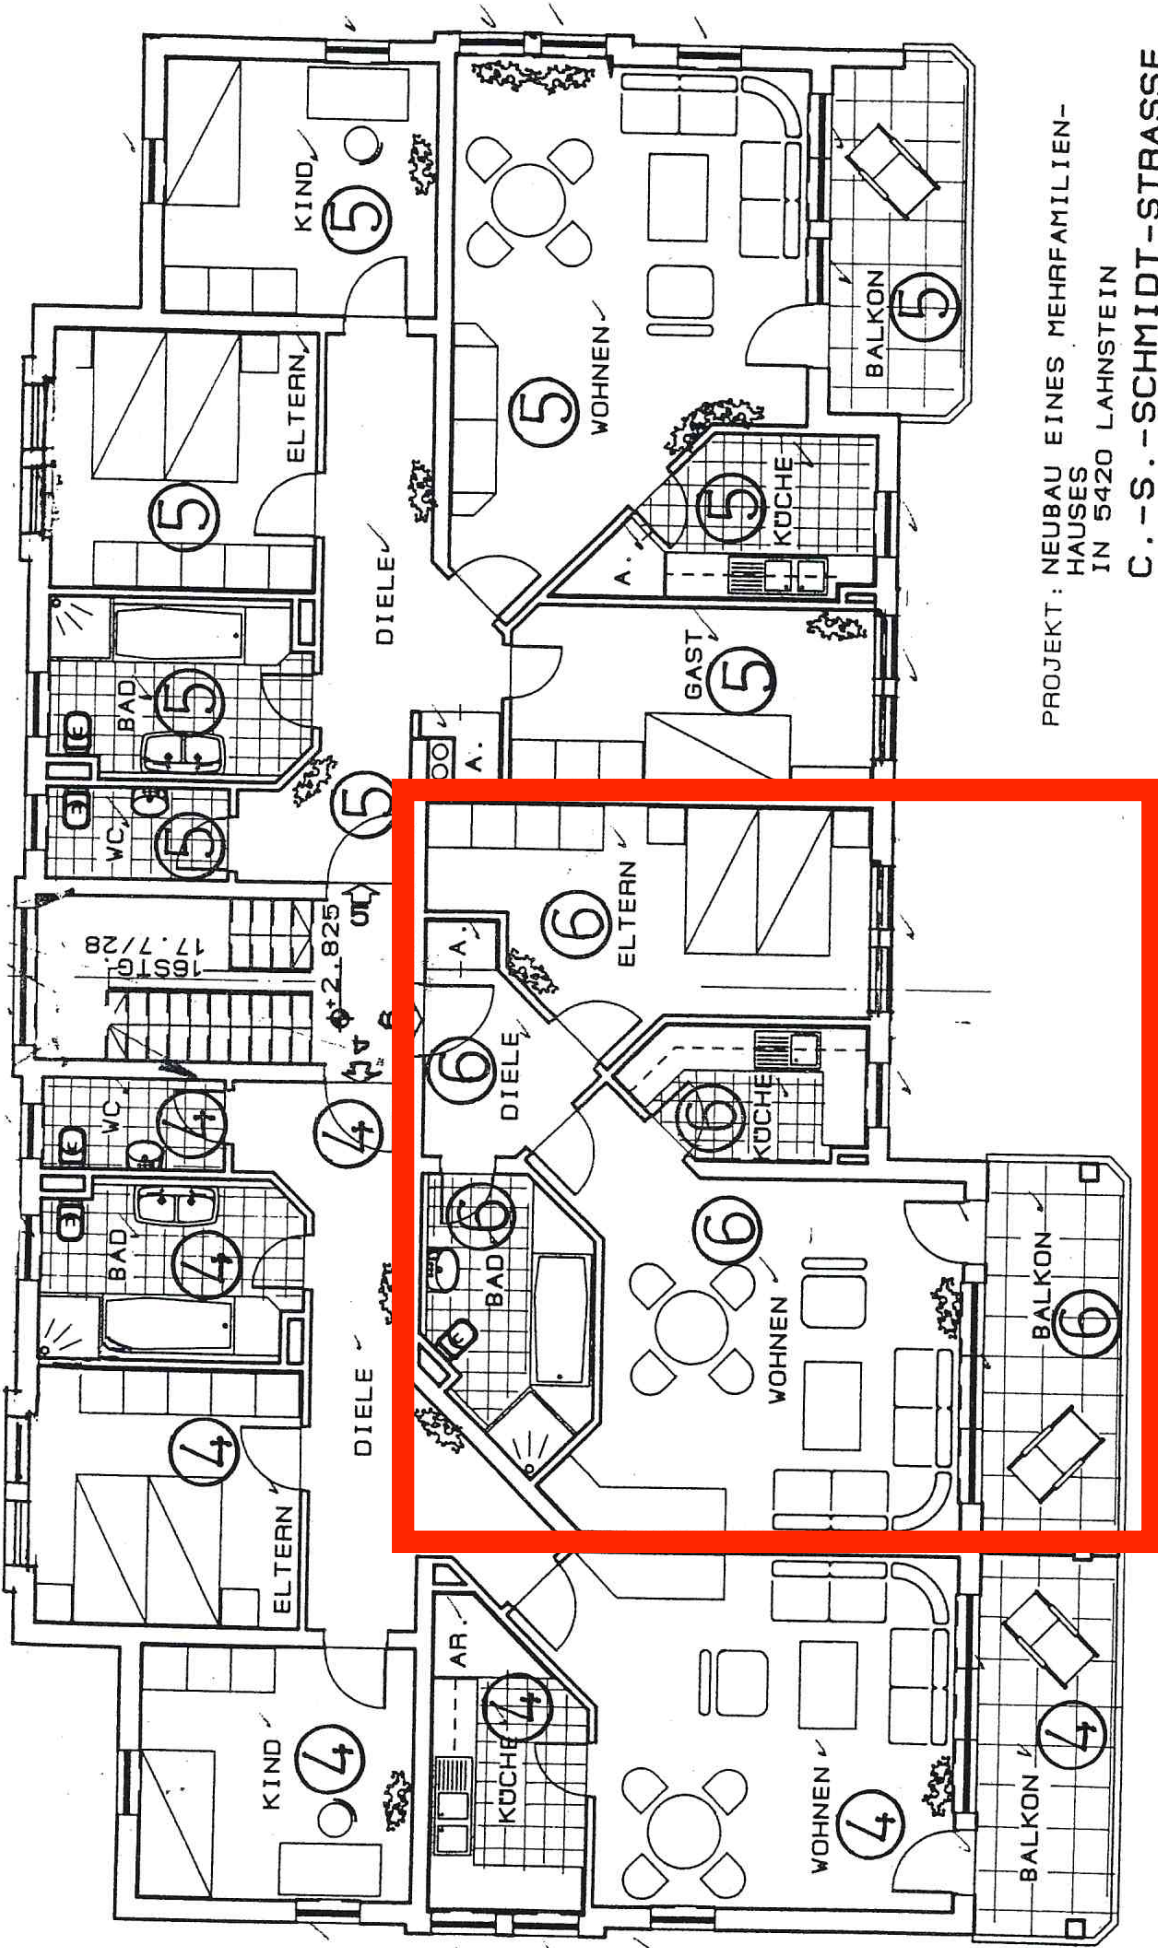 PROJEKT: NEUBAU EINES MEHRFAMILIEN-
HAUSES
IN 5420 LAHNSTEIN
C.-S.-SCHMIDT-STRASSE
KIND
5
ELTERN
5
BAD
5
WC
5
DIELE
5
WOHNEN
5
BALKON
5
KÜCHE
5
A.
GAST
5
A.
16STG.
17.7/28
+2.825
5
6
4
ELTERN
6
A.
DIELE
6
KÜCHE
6
BAD
6
WOHNEN
6
BALKON
6
WC
4
BAD
4
4
DIELE
ELTERN
4
KIND
4
AR.
KÜCHE
4
WOHNEN
4
BALKON
4